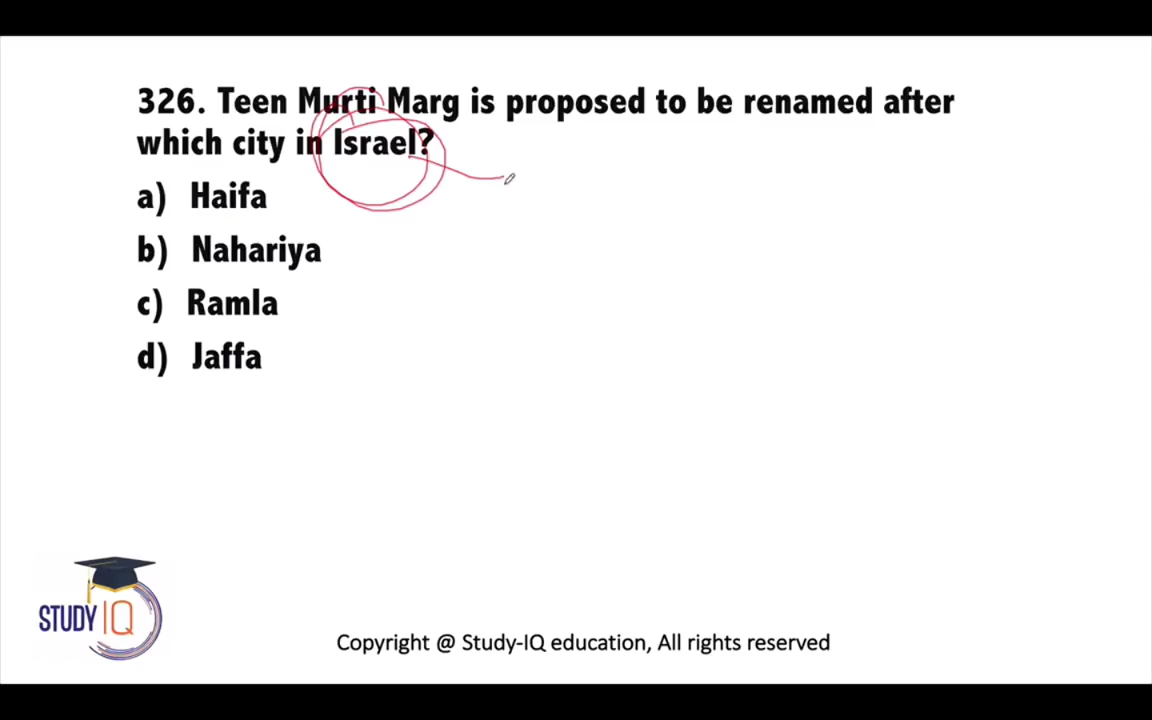 326. Teen Murti Marg is proposed to be renamed after
which city in Israel?
a) Haifa
b) Nahariya
c) Ramla
d) Jaffa
STUDY IQ
Copyright @ Study-IQ education, All rights reserved